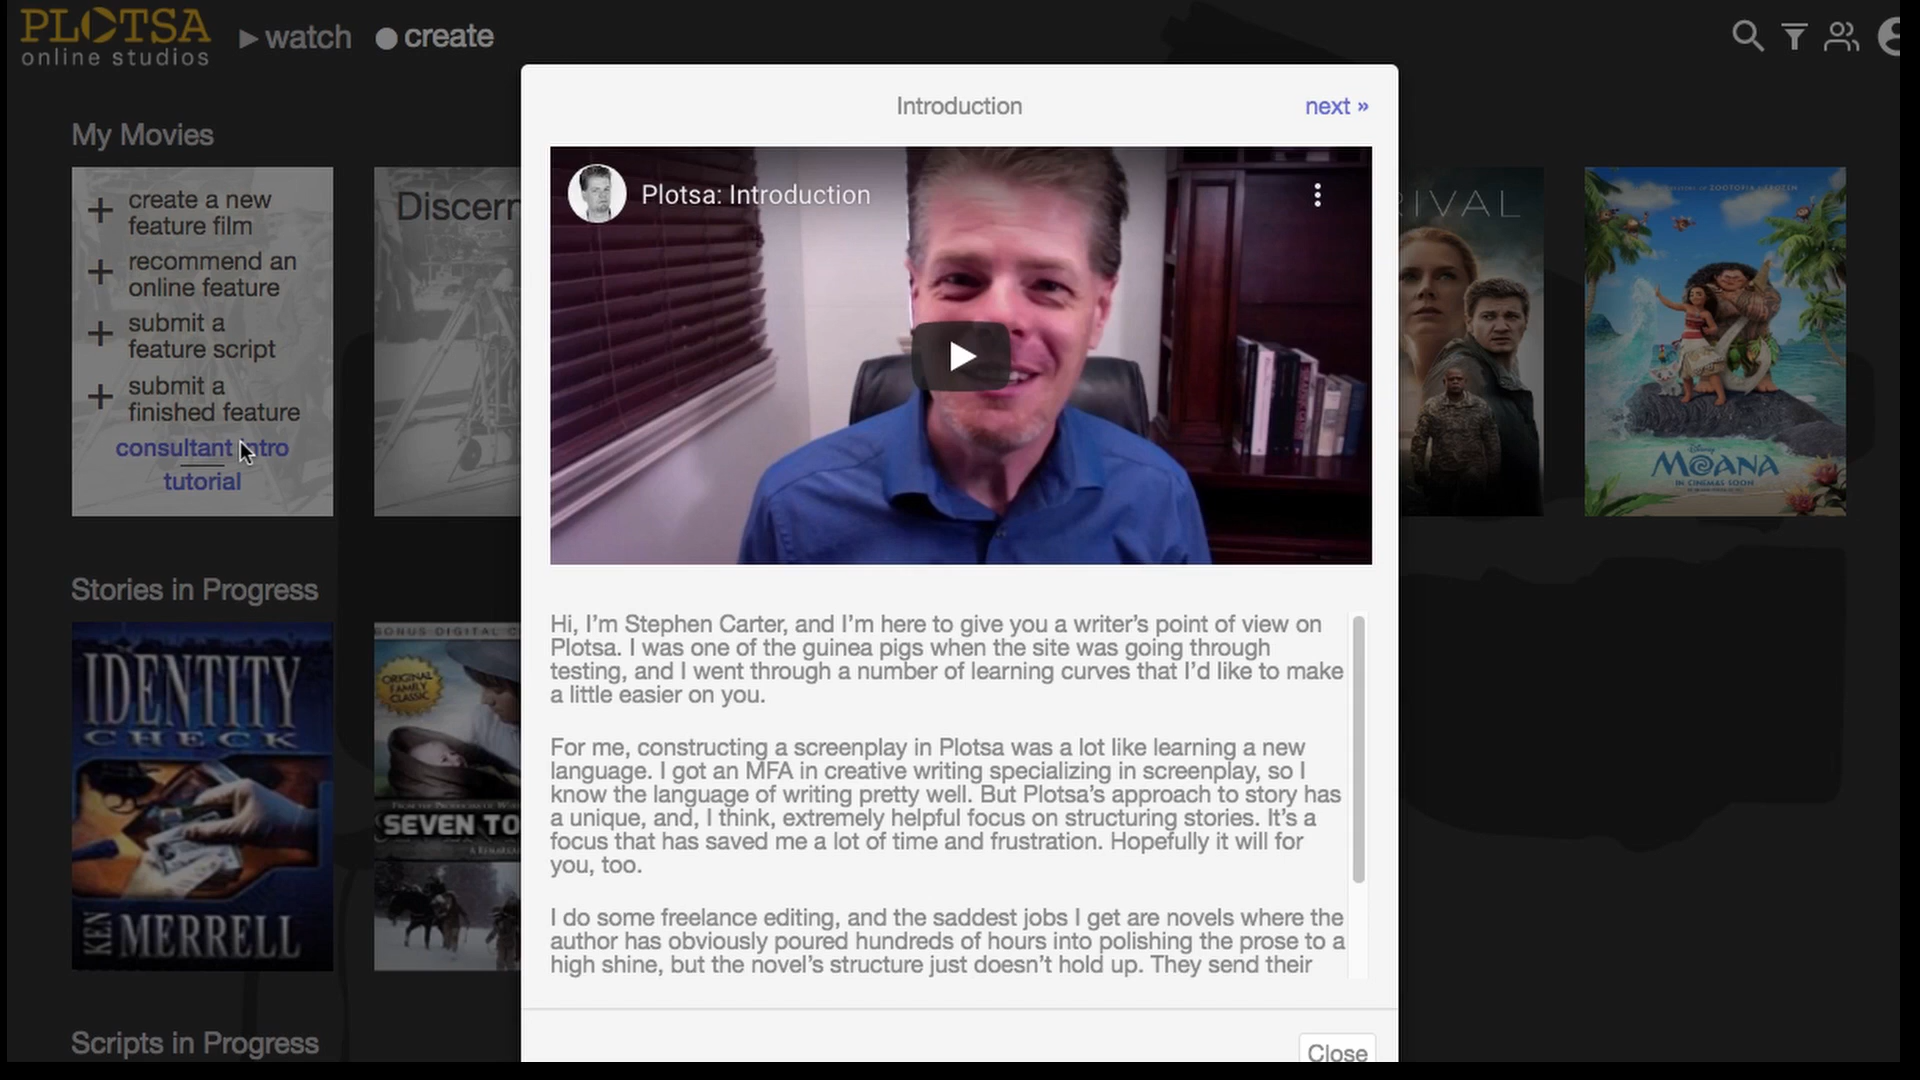 PLOTSA
online studios
watch
create
Introduction
next »
My Movies
create a new
feature film
recommend an
online feature
submit a
feature script
submit a
finished feature
consultant intro
tutorial
Discern
Plotsa: Introduction
RIVAL
MOANA
IN CINEMAS SOON
Hi, I’m Stephen Carter, and I’m here to give you a writer’s point of view on
Plotsa. I was one of the guinea pigs when the site was going through
testing, and I went through a number of learning curves that I’d like to make
a little easier on you.
For me, constructing a screenplay in Plotsa was a lot like learning a new
language. I got an MFA in creative writing specializing in screenplay, so I
know the language of writing pretty well. But Plotsa’s approach to story has
a unique, and, I think, extremely helpful focus on structuring stories. It’s a
focus that has saved me a lot of time and frustration. Hopefully it will for
you, too.
I do some freelance editing, and the saddest jobs I get are novels where the
author has obviously poured hundreds of hours into polishing the prose to a
high shine, but the novel’s structure just doesn’t hold up. They send their
Close
Stories in Progress
IDENTITY
CHECK
KEN
MERRELL
BONUS DIGITAL C
ORIGINAL
FAMILY
CLASSIC
SEVEN TO
Scripts in Progress